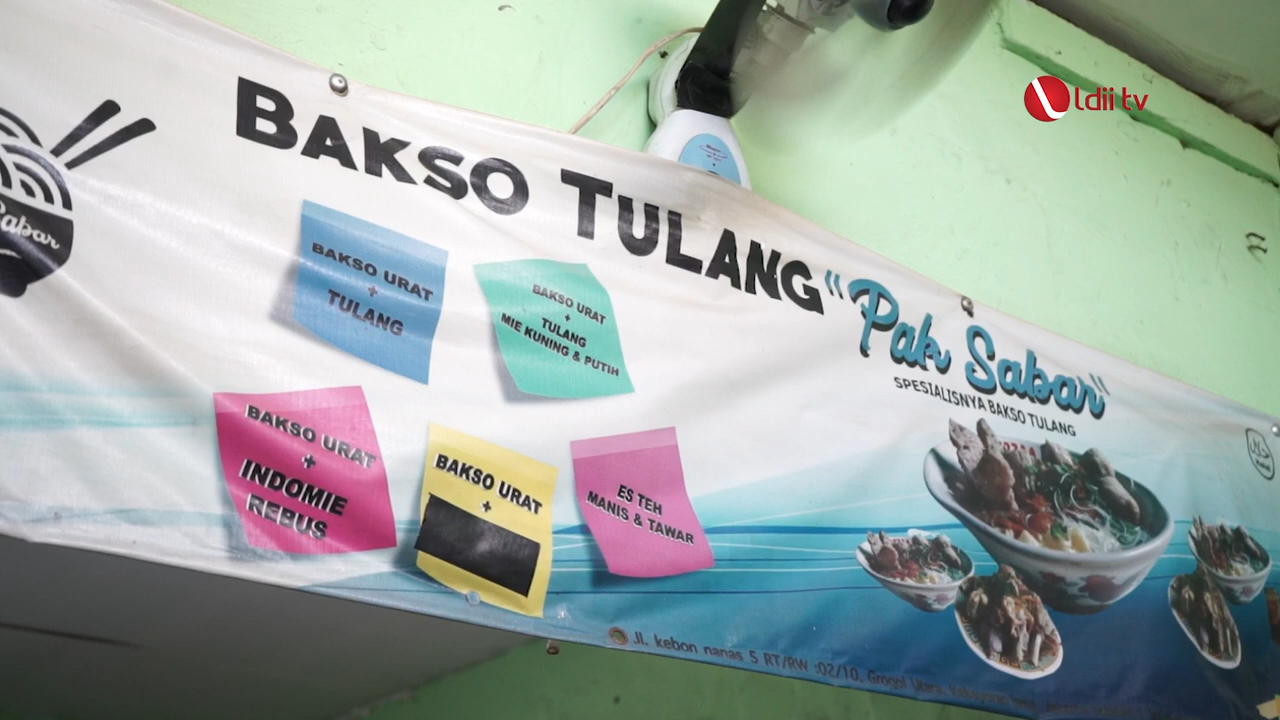 ldii tv
Sabar
BAKSO TULANG "Pak Sabar"
SPESIALISNYA BAKSO TULANG
BAKSO URAT
+
TULANG
BAKSO URAT
+
TULANG
MIE KUNING & PUTIH
BAKSO URAT
+
INDOMIE
REBUS
BAKSO URAT
+
ES TEH
MANIS & TAWAR
Jl. kebon nanas 5 RT/RW :02/10, Grogol Utara,